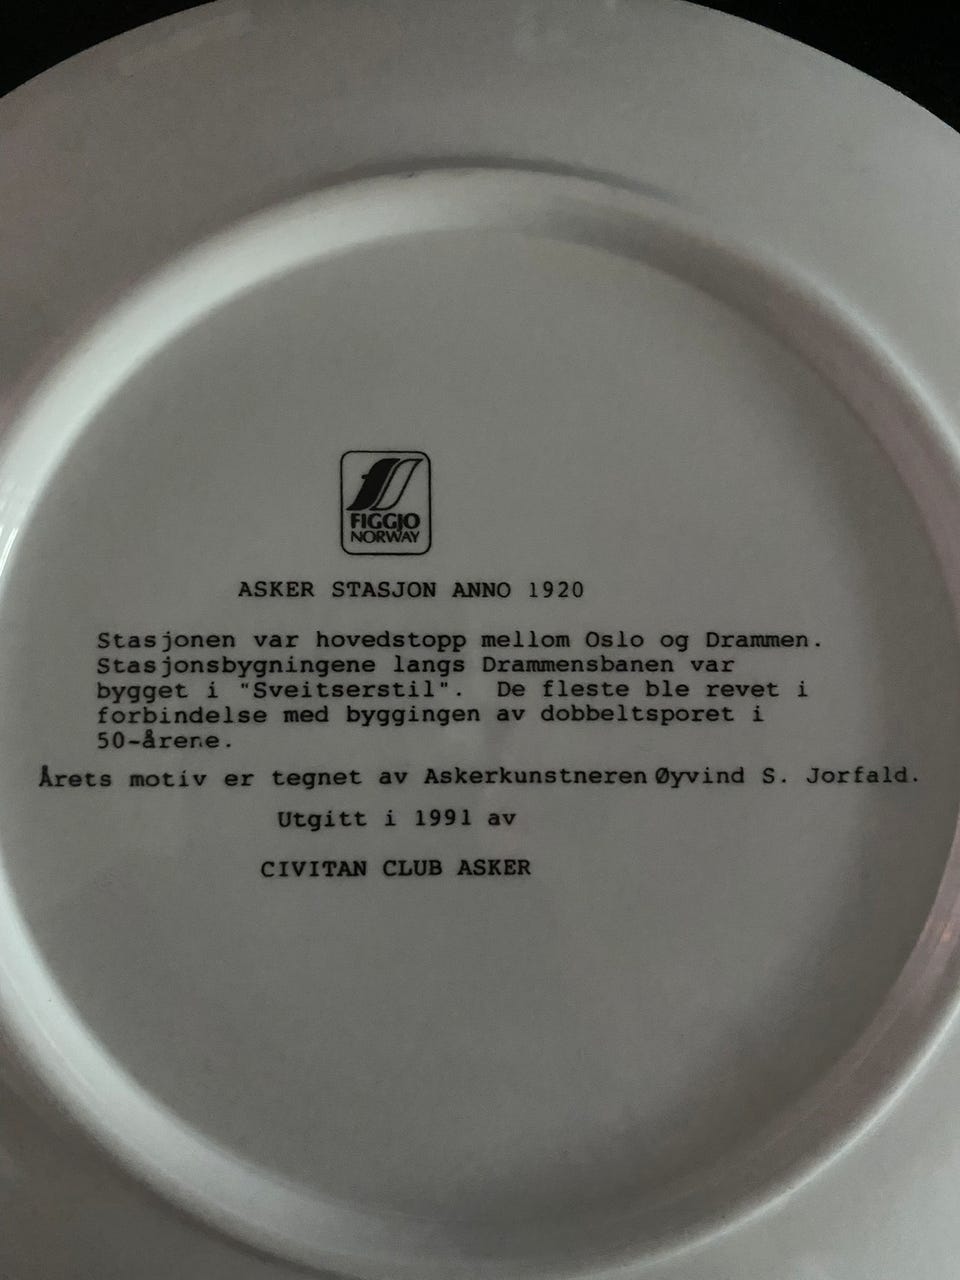 FIGGJO
NORWAY
ASKER STASJON ANNO 1920
Stasjonen var hovedstopp mellom Oslo og Drammen.
Stasjonsbygningene langs Drammensbanen var
bygget i "Sveitserstil". De fleste ble revet i
forbindelse med byggingen av dobbeltsporet i
50-årene.
Årets motiv er tegnet av Askerkunstneren Øyvind S. Jorfald.
Utgitt i 1991 av
CIVITAN CLUB ASKER